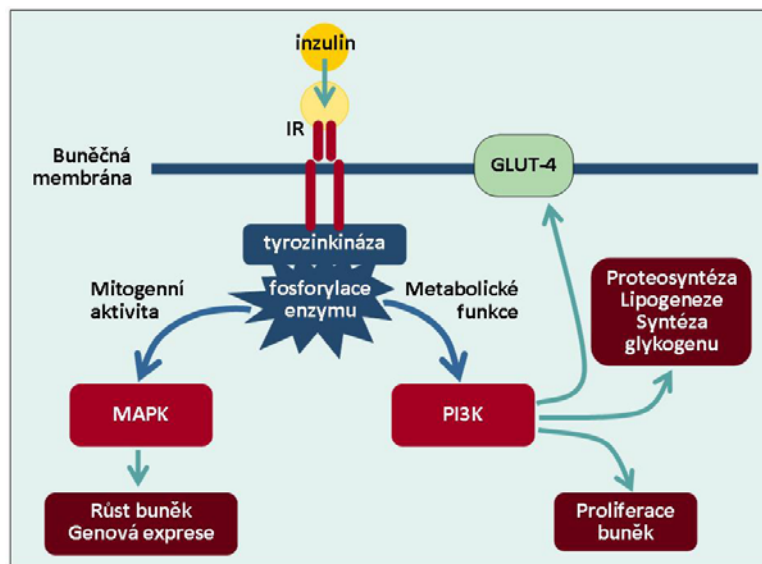 inzulin
IR
Buněčná
membrána
GLUT-4
tyrozinkináza
fosforylace
enzymu
Mitogenní
aktivita
Metabolické
funkce
Proteosyntéza
Lipogeneze
Syntéza
glykogenu
MAPK
PI3K
Růst buněk
Genová exprese
Proliferace
buněk